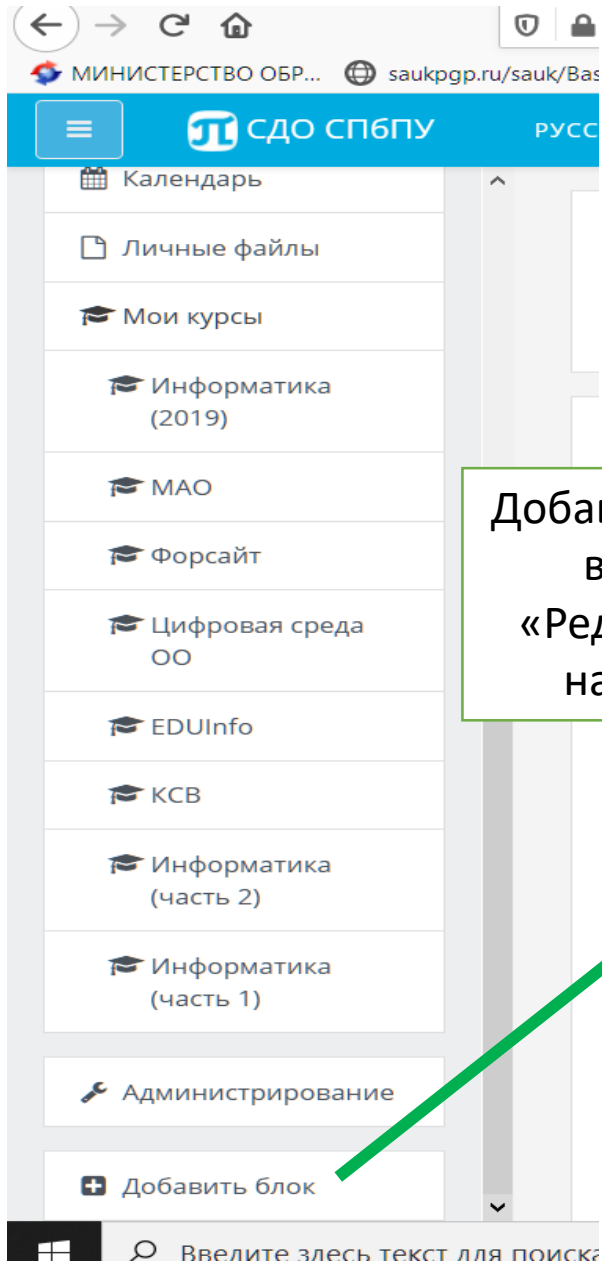 МИНИСТЕРСТВО ОБР... saukpgp.ru/sauk/Bas
СДО СПбПУ РУСС
Календарь
Личные файлы
Мои курсы
Информатика
(2019)
МАО
Форсайт
Цифровая среда
ОО
EDUInfo
КСВ
Информатика
(часть 2)
Информатика
(часть 1)
Администрирование
Добавить блок
Введите здесь текст для поиска